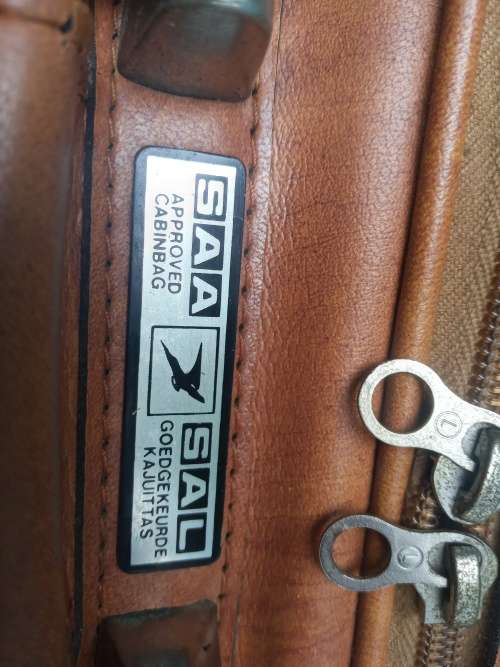 SAA
APPROVED
CABINBAG
SAL
GOEDGEKEURDE
KAJUITTAS
L
L